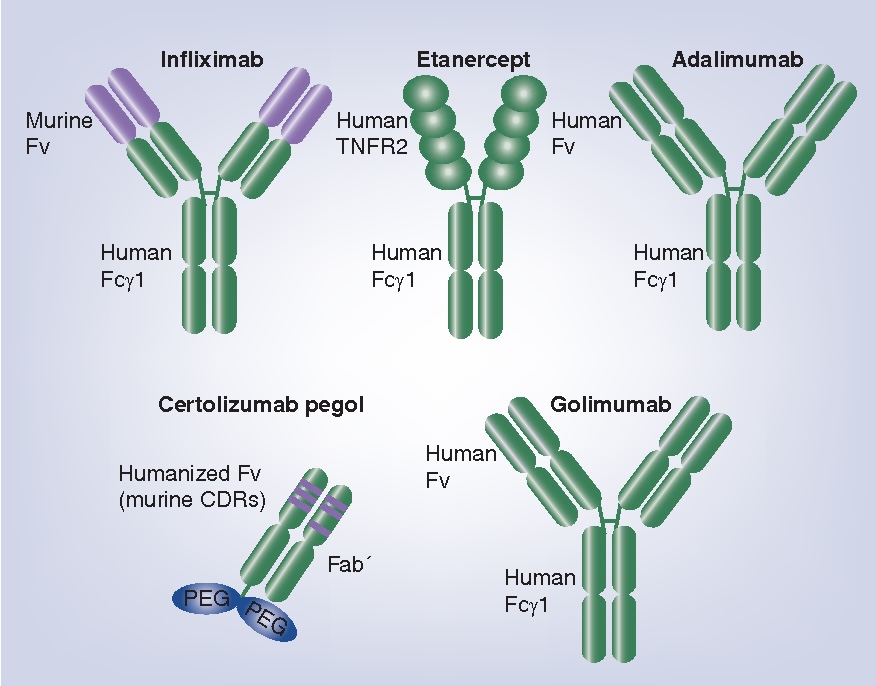 Infliximab
Murine
Fv
Human
Fcγ1
Etanercept
Human
TNFR2
Human
Fcγ1
Adalimumab
Human
Fv
Human
Fcγ1
Certolizumab pegol
Humanized Fv
(murine CDRs)
Fab´
PEG
PEG
Golimumab
Human
Fv
Human
Fcγ1